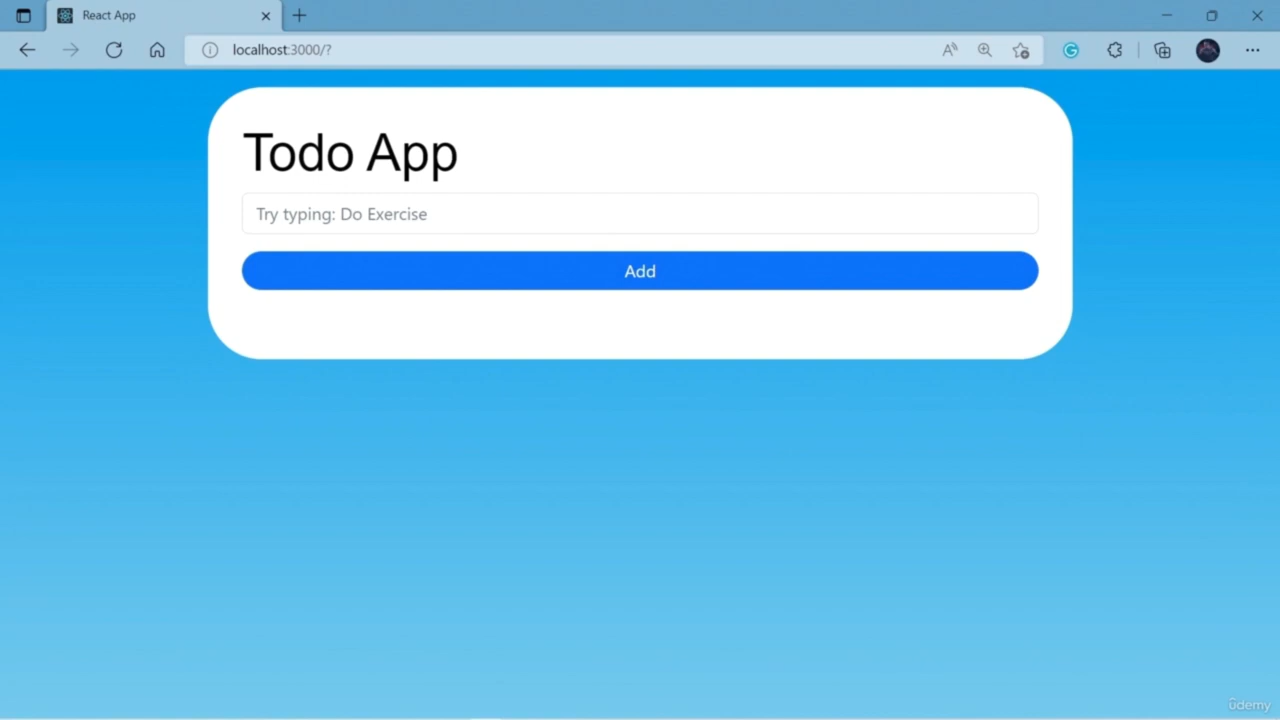 React App
localhost:3000/?
Todo App
Try typing: Do Exercise
Add
ûdemy